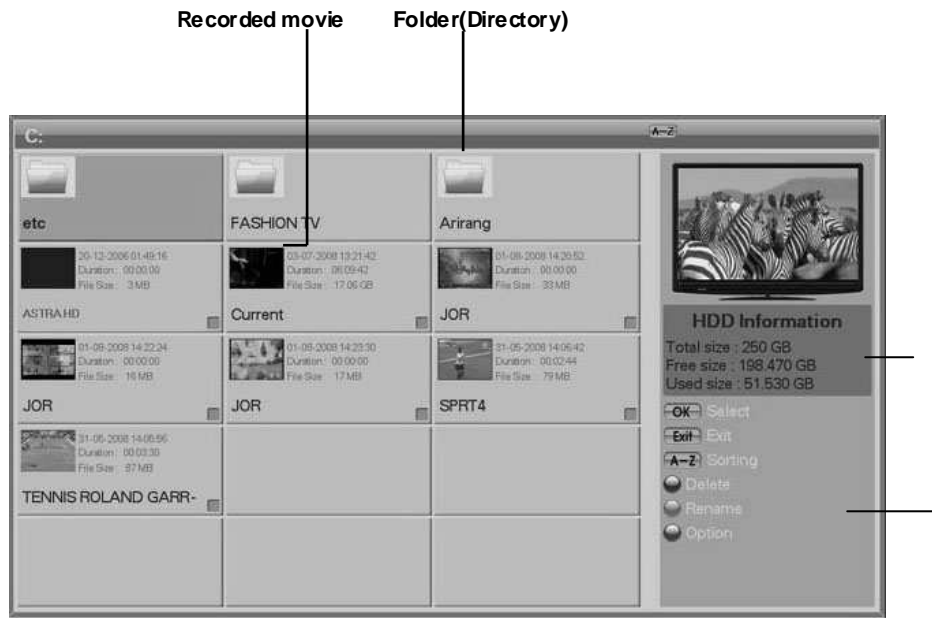 Recorded movie Folder(Directory)
C: A-Z
etc FASHION TV Arirang
20-12-2006 01:49:16
Duration : 00:00:00
File Size : 3 MB
ASTRA HD
03-07-2008 13:21:42
Duration : 06:09:42
File Size : 17.06 GB
Current
01-08-2008 14:20:52
Duration : 00:00:00
File Size : 33 MB
JOR
01-08-2008 14:22:24
Duration : 00:00:00
File Size : 16 MB
JOR
01-08-2008 14:23:30
Duration : 00:00:00
File Size : 17 MB
JOR
31-05-2008 14:06:42
Duration : 00:02:44
File Size : 79 MB
SPRT4
31-05-2008 14:06:56
Duration : 00:03:30
File Size : 87 MB
TENNIS ROLAND GARR-
HDD Information
Total size : 250 GB
Free size : 198.470 GB
Used size : 51.530 GB
OK Select
Exit Exit
A-Z Sorting
Delete
Rename
Option